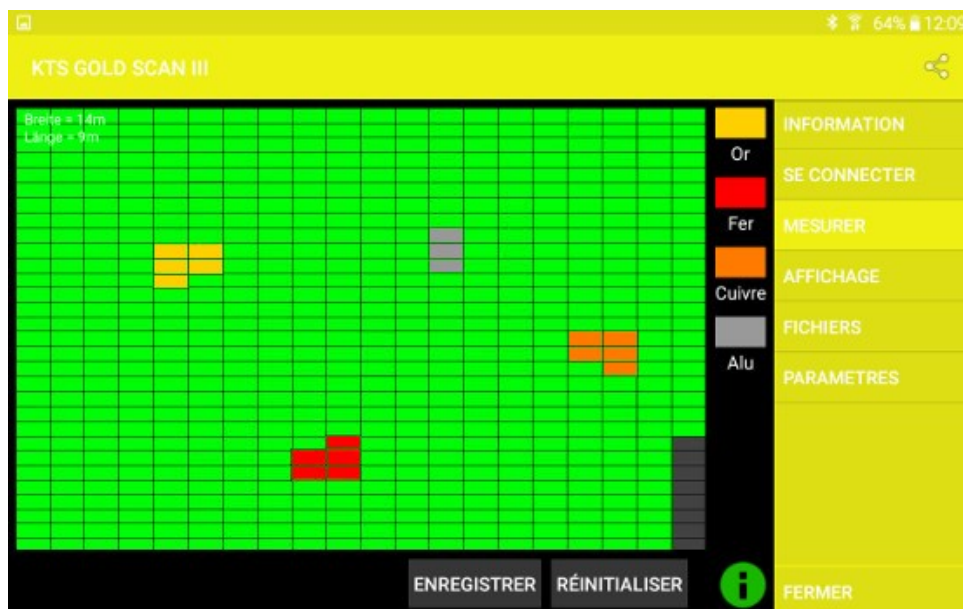 64% 12:09
KTS GOLD SCAN III
Breite = 14m
Länge = 9m
Or
Fer
Cuivre
Alu
INFORMATION
SE CONNECTER
MESURER
AFFICHAGE
FICHIERS
PARAMETRES
ENREGISTRER
RÉINITIALISER
FERMER